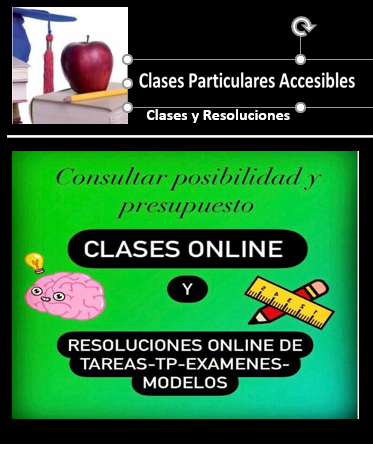 Clases Particulares Accesibles
Clases y Resoluciones
Consultar posibilidad y
presupuesto
CLASES ONLINE
Y
RESOLUCIONES ONLINE DE
TAREAS-TP-EXAMENES-
MODELOS